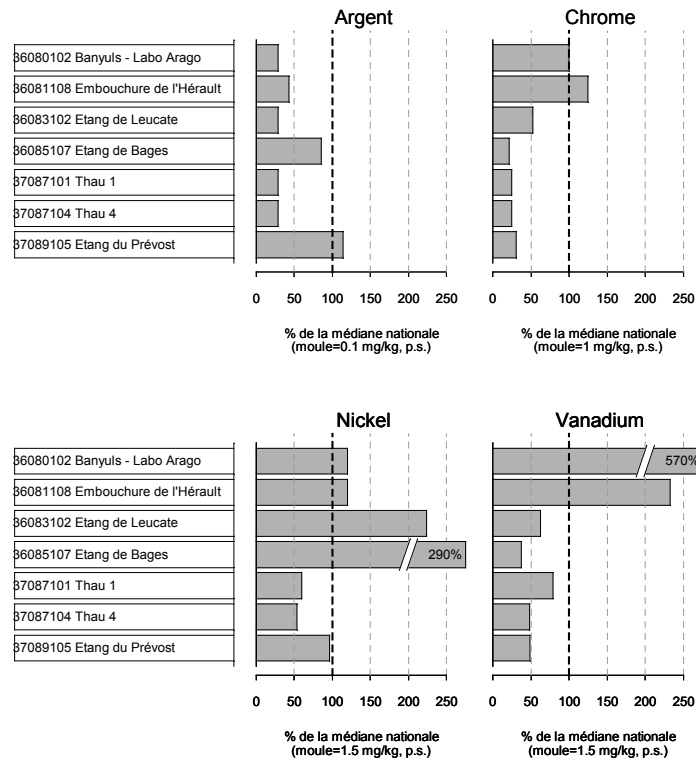 Argent
Chrome
36080102 Banyuls - Labo Arago
36081108 Embouchure de l'Hérault
36083102 Etang de Leucate
36085107 Etang de Bages
37087101 Thau 1
37087104 Thau 4
37089105 Etang du Prévost
0 50 100 150 200 250
0 50 100 150 200 250
% de la médiane nationale
(moule=0.1 mg/kg, p.s.)
% de la médiane nationale
(moule=1 mg/kg, p.s.)
Nickel
Vanadium
36080102 Banyuls - Labo Arago
570%
36081108 Embouchure de l'Hérault
36083102 Etang de Leucate
36085107 Etang de Bages
290%
37087101 Thau 1
37087104 Thau 4
37089105 Etang du Prévost
0 50 100 150 200 250
0 50 100 150 200 250
% de la médiane nationale
(moule=1.5 mg/kg, p.s.)
% de la médiane nationale
(moule=1.5 mg/kg, p.s.)